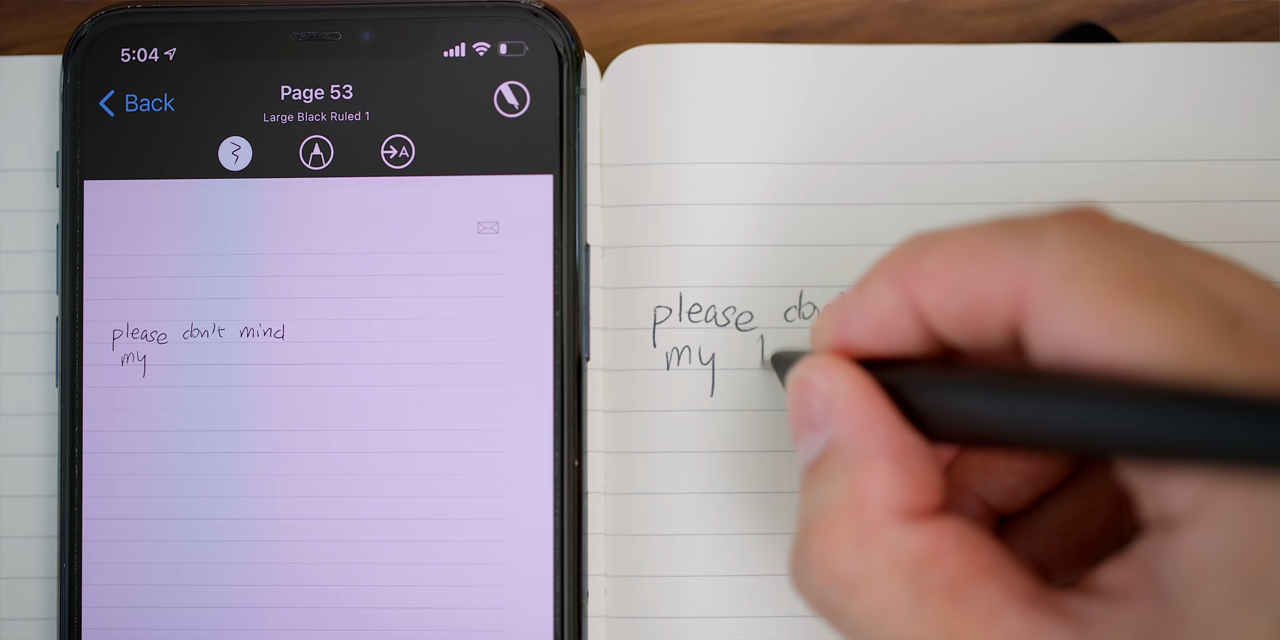 5:04
Back
Page 53
Large Black Ruled 1
A
please don't mind
my
please
my